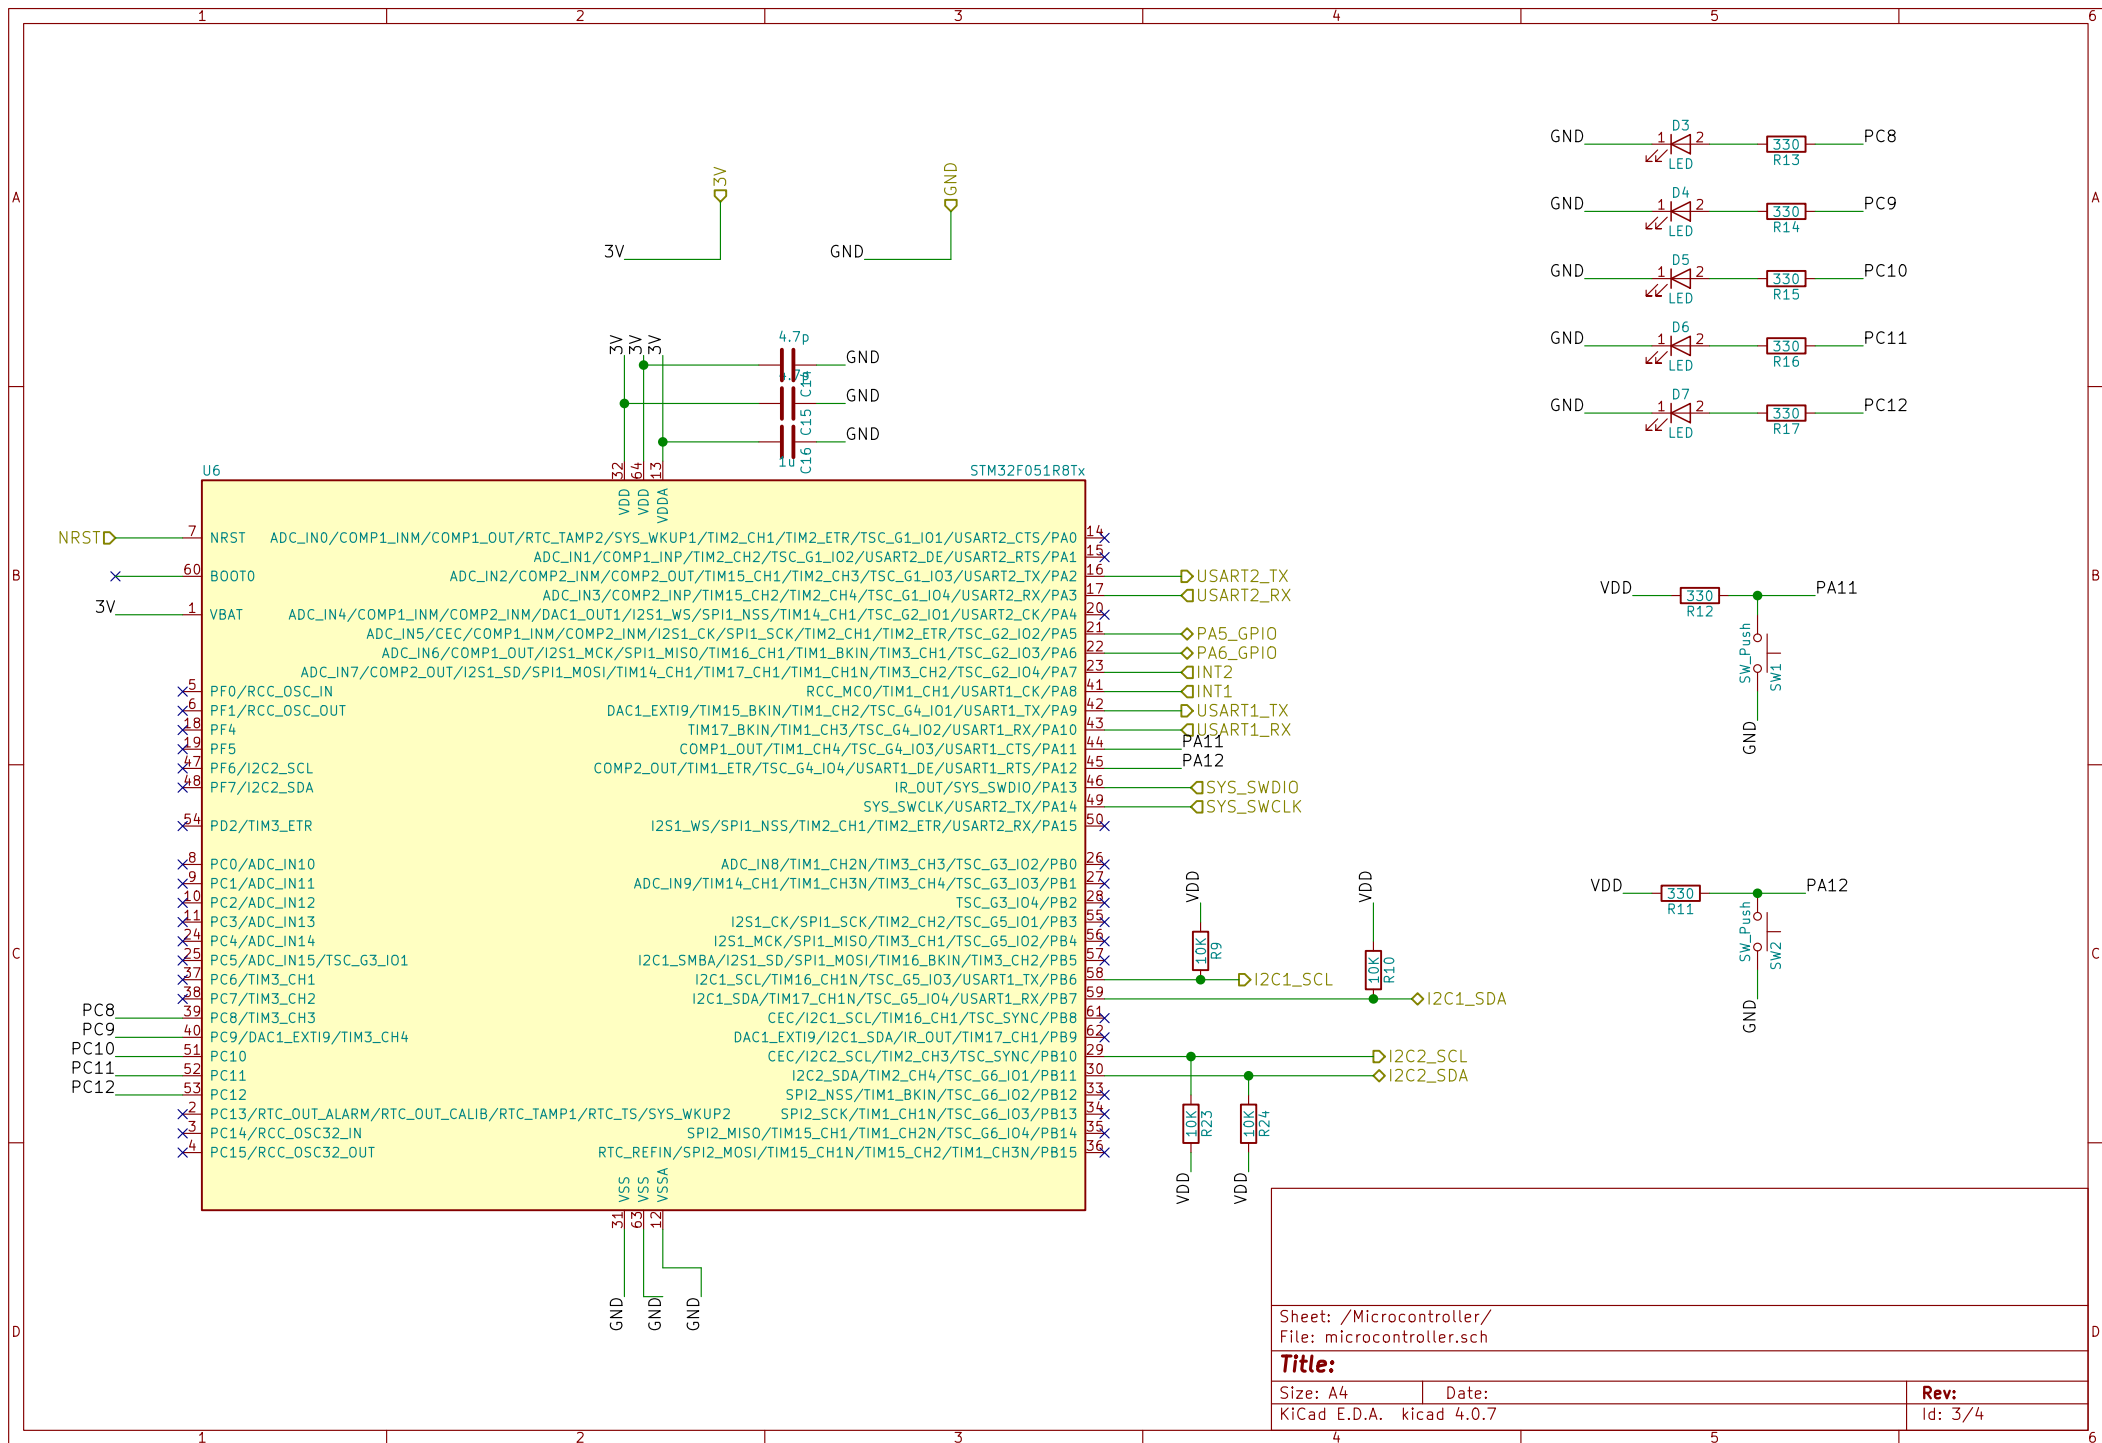 1 2 3 4 5 6
A
B
C
D
A
B
C
D
1 2 3 4 5 6
3V
GND
3V
GND
3V
3V
3V
4.7p
GND
C14
4.7p
GND
C15
GND
1u
C16
U6
STM32F051R8Tx
32
64
13
VDD
VDD
VDDA
NRST
7 NRST
60 BOOT0
3V
1 VBAT
5 PF0/RCC_OSC_IN
6 PF1/RCC_OSC_OUT
18 PF4
19 PF5
47 PF6/I2C2_SCL
48 PF7/I2C2_SDA
54 PD2/TIM3_ETR
8 PC0/ADC_IN10
9 PC1/ADC_IN11
10 PC2/ADC_IN12
11 PC3/ADC_IN13
24 PC4/ADC_IN14
25 PC5/ADC_IN15/TSC_G3_IO1
37 PC6/TIM3_CH1
38 PC7/TIM3_CH2
PC8 39 PC8/TIM3_CH3
PC9 40 PC9/DAC1_EXTI9/TIM3_CH4
PC10 51 PC10
PC11 52 PC11
PC12 53 PC12
2 PC13/RTC_OUT_ALARM/RTC_OUT_CALIB/RTC_TAMP1/RTC_TS/SYS_WKUP2
3 PC14/RCC_OSC32_IN
4 PC15/RCC_OSC32_OUT
ADC_IN0/COMP1_INM/COMP1_OUT/RTC_TAMP2/SYS_WKUP1/TIM2_CH1/TIM2_ETR/TSC_G1_IO1/USART2_CTS/PA0 14
ADC_IN1/COMP1_INP/TIM2_CH2/TSC_G1_IO2/USART2_DE/USART2_RTS/PA1 15
ADC_IN2/COMP2_INM/COMP2_OUT/TIM15_CH1/TIM2_CH3/TSC_G1_IO3/USART2_TX/PA2 16 USART2_TX
ADC_IN3/COMP2_INP/TIM15_CH2/TIM2_CH4/TSC_G1_IO4/USART2_RX/PA3 17 USART2_RX
ADC_IN4/COMP1_INM/COMP2_INM/DAC1_OUT1/I2S1_WS/SPI1_NSS/TIM14_CH1/TSC_G2_IO1/USART2_CK/PA4 20
ADC_IN5/CEC/COMP1_INM/COMP2_INM/I2S1_CK/SPI1_SCK/TIM2_CH1/TIM2_ETR/TSC_G2_IO2/PA5 21 PA5_GPIO
ADC_IN6/COMP1_OUT/I2S1_MCK/SPI1_MISO/TIM16_CH1/TIM1_BKIN/TIM3_CH1/TSC_G2_IO3/PA6 22 PA6_GPIO
ADC_IN7/COMP2_OUT/I2S1_SD/SPI1_MOSI/TIM14_CH1/TIM17_CH1/TIM1_CH1N/TIM3_CH2/TSC_G2_IO4/PA7 23 INT2
RCC_MCO/TIM1_CH1/USART1_CK/PA8 41 INT1
DAC1_EXTI9/TIM15_BKIN/TIM1_CH2/TSC_G4_IO1/USART1_TX/PA9 42 USART1_TX
TIM17_BKIN/TIM1_CH3/TSC_G4_IO2/USART1_RX/PA10 43 USART1_RX
COMP1_OUT/TIM1_CH4/TSC_G4_IO3/USART1_CTS/PA11 44 PA11
COMP2_OUT/TIM1_ETR/TSC_G4_IO4/USART1_DE/USART1_RTS/PA12 45 PA12
IR_OUT/SYS_SWDIO/PA13 46 SYS_SWDIO
SYS_SWCLK/USART2_TX/PA14 49 SYS_SWCLK
I2S1_WS/SPI1_NSS/TIM2_CH1/TIM2_ETR/USART2_RX/PA15 50
ADC_IN8/TIM1_CH2N/TIM3_CH3/TSC_G3_IO2/PB0 26
ADC_IN9/TIM14_CH1/TIM1_CH3N/TIM3_CH4/TSC_G3_IO3/PB1 27
TSC_G3_IO4/PB2 28
I2S1_CK/SPI1_SCK/TIM2_CH2/TSC_G5_IO1/PB3 55
I2S1_MCK/SPI1_MISO/TIM3_CH1/TSC_G5_IO2/PB4 56
I2C1_SMBA/I2S1_SD/SPI1_MOSI/TIM16_BKIN/TIM3_CH2/PB5 57
I2C1_SCL/TIM16_CH1N/TSC_G5_IO3/USART1_TX/PB6 58 I2C1_SCL
I2C1_SDA/TIM17_CH1N/TSC_G5_IO4/USART1_RX/PB7 59 I2C1_SDA
CEC/I2C1_SCL/TIM16_CH1/TSC_SYNC/PB8 61
DAC1_EXTI9/I2C1_SDA/IR_OUT/TIM17_CH1/PB9 62
CEC/I2C2_SCL/TIM2_CH3/TSC_SYNC/PB10 29 I2C2_SCL
I2C2_SDA/TIM2_CH4/TSC_G6_IO1/PB11 30 I2C2_SDA
SPI2_NSS/TIM1_BKIN/TSC_G6_IO2/PB12 33
SPI2_SCK/TIM1_CH1N/TSC_G6_IO3/PB13 34
SPI2_MISO/TIM15_CH1/TIM1_CH2N/TSC_G6_IO4/PB14 35
RTC_REFIN/SPI2_MOSI/TIM15_CH1N/TIM15_CH2/TIM1_CH3N/PB15 36
VSS
VSS
VSSA
31
63
12
GND
GND
GND
VDD
10K
R9
VDD
10K
R10
10K
R23
VDD
10K
R24
VDD
D3
GND 1 2 330 PC8
LED R13
D4
GND 1 2 330 PC9
LED R14
D5
GND 1 2 330 PC10
LED R15
D6
GND 1 2 330 PC11
LED R16
D7
GND 1 2 330 PC12
LED R17
VDD 330 PA11
R12
SW_Push
SW1
GND
VDD 330 PA12
R11
SW_Push
SW2
GND
Sheet: /Microcontroller/
File: microcontroller.sch
Title:
Size: A4 Date: Rev:
KiCad E.D.A. kicad 4.0.7 Id: 3/4